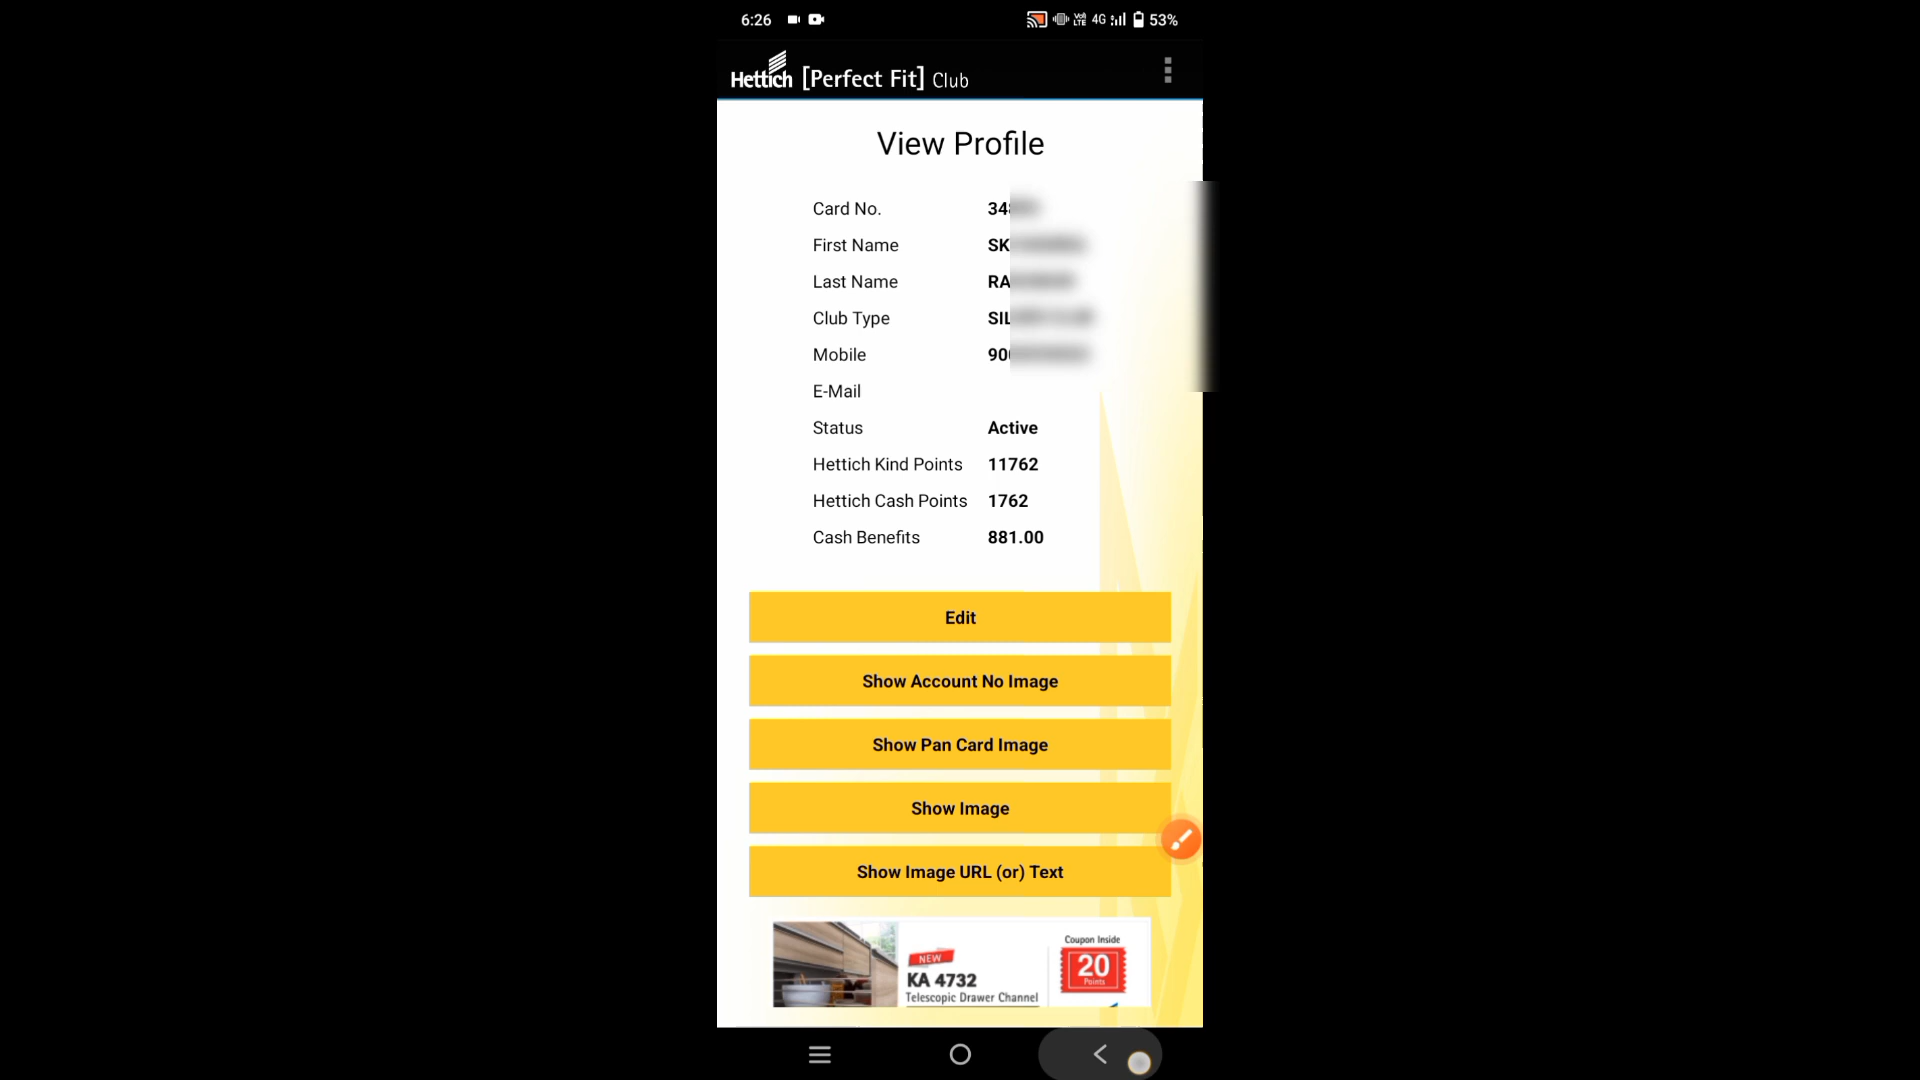 6:26 4G 53%
Hettich [Perfect Fit] Club
View Profile
Card No. 34
First Name SK
Last Name RA
Club Type SIL
Mobile 90
E-Mail
Status Active
Hettich Kind Points 11762
Hettich Cash Points 1762
Cash Benefits 881.00
Edit
Show Account No Image
Show Pan Card Image
Show Image
Show Image URL (or) Text
NEW
KA 4732
Telescopic Drawer Channel
Coupon Inside
20
Points